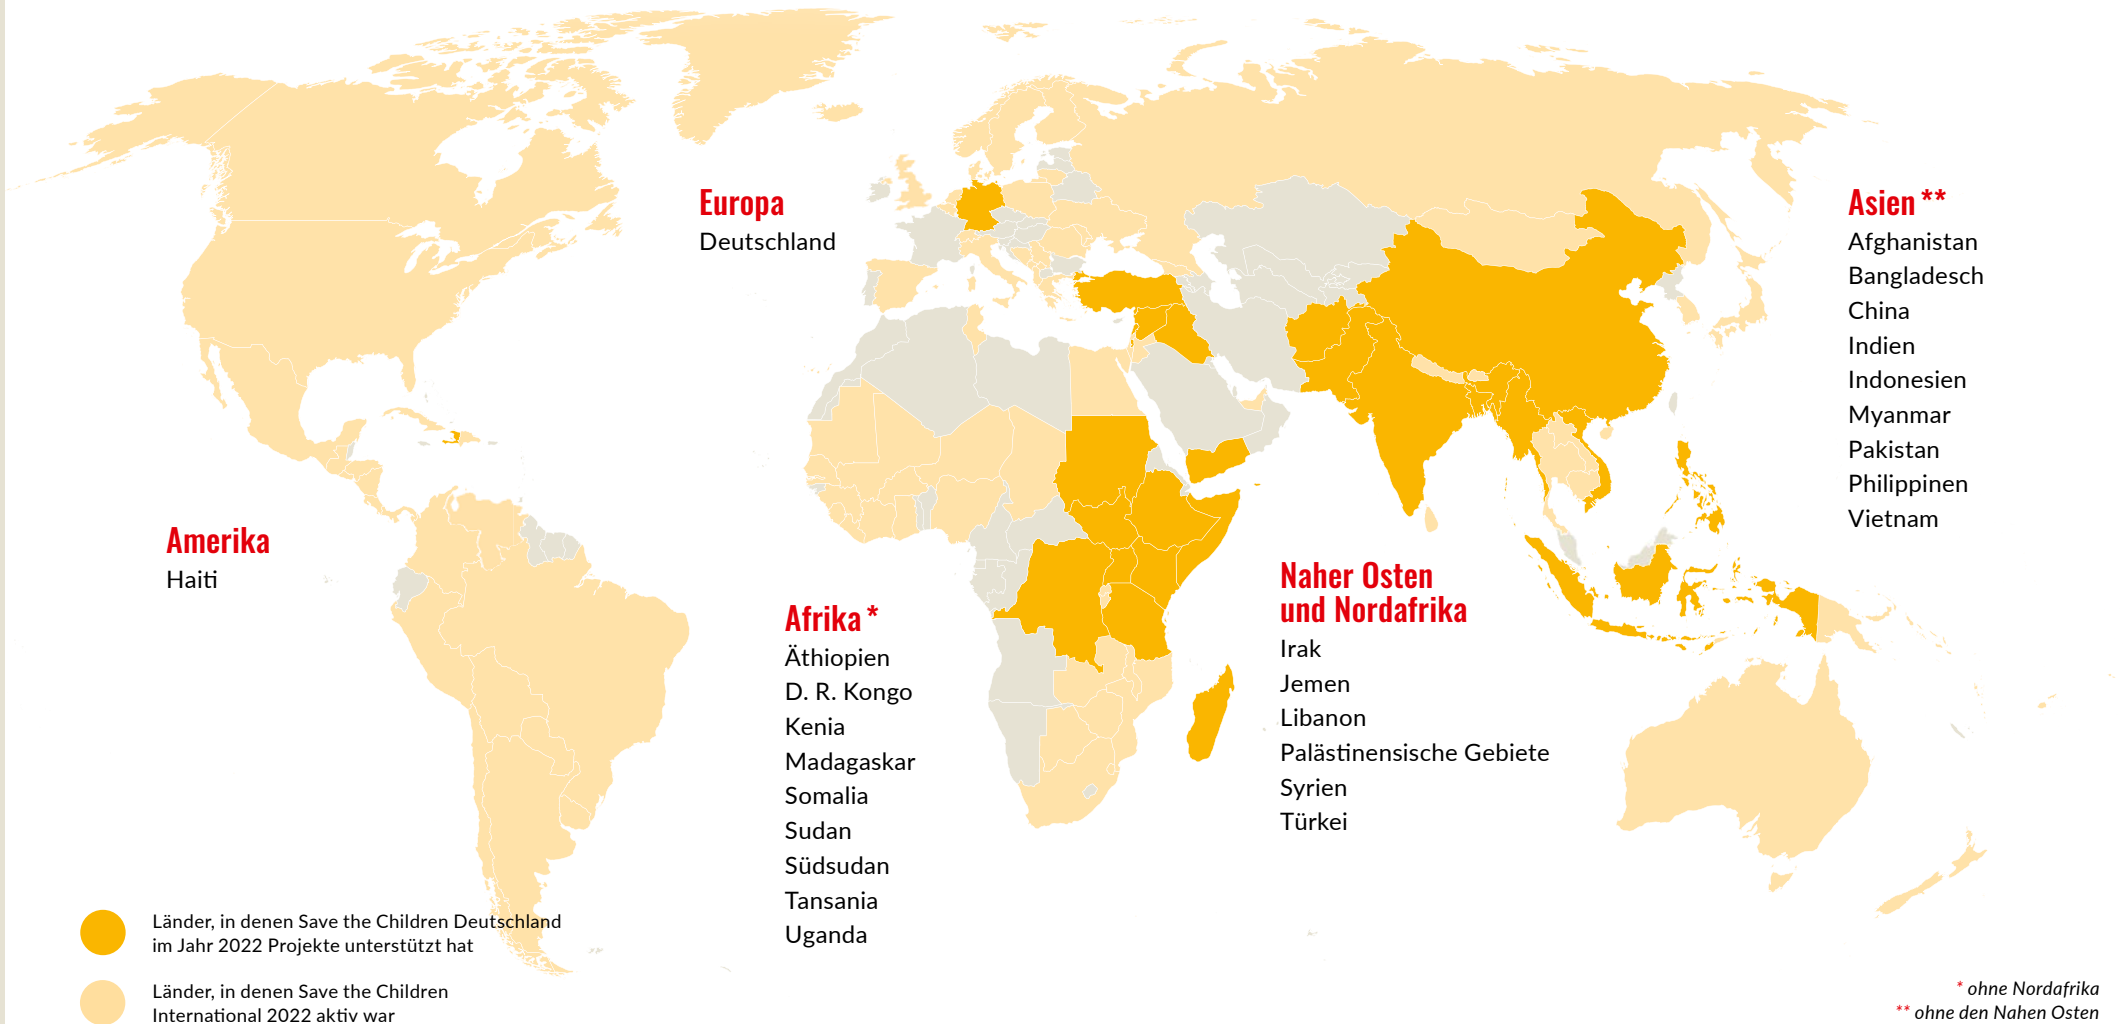 Europa
Deutschland
Asien **
Afghanistan
Bangladesch
China
Indien
Indonesien
Myanmar
Pakistan
Philippinen
Vietnam
Amerika
Haiti
Afrika *
Äthiopien
D. R. Kongo
Kenia
Madagaskar
Somalia
Sudan
Südsudan
Tansania
Uganda
Naher Osten
und Nordafrika
Irak
Jemen
Libanon
Palästinensische Gebiete
Syrien
Türkei
Länder, in denen Save the Children Deutschland
im Jahr 2022 Projekte unterstützt hat
Länder, in denen Save the Children
International 2022 aktiv war
* ohne Nordafrika
** ohne den Nahen Osten